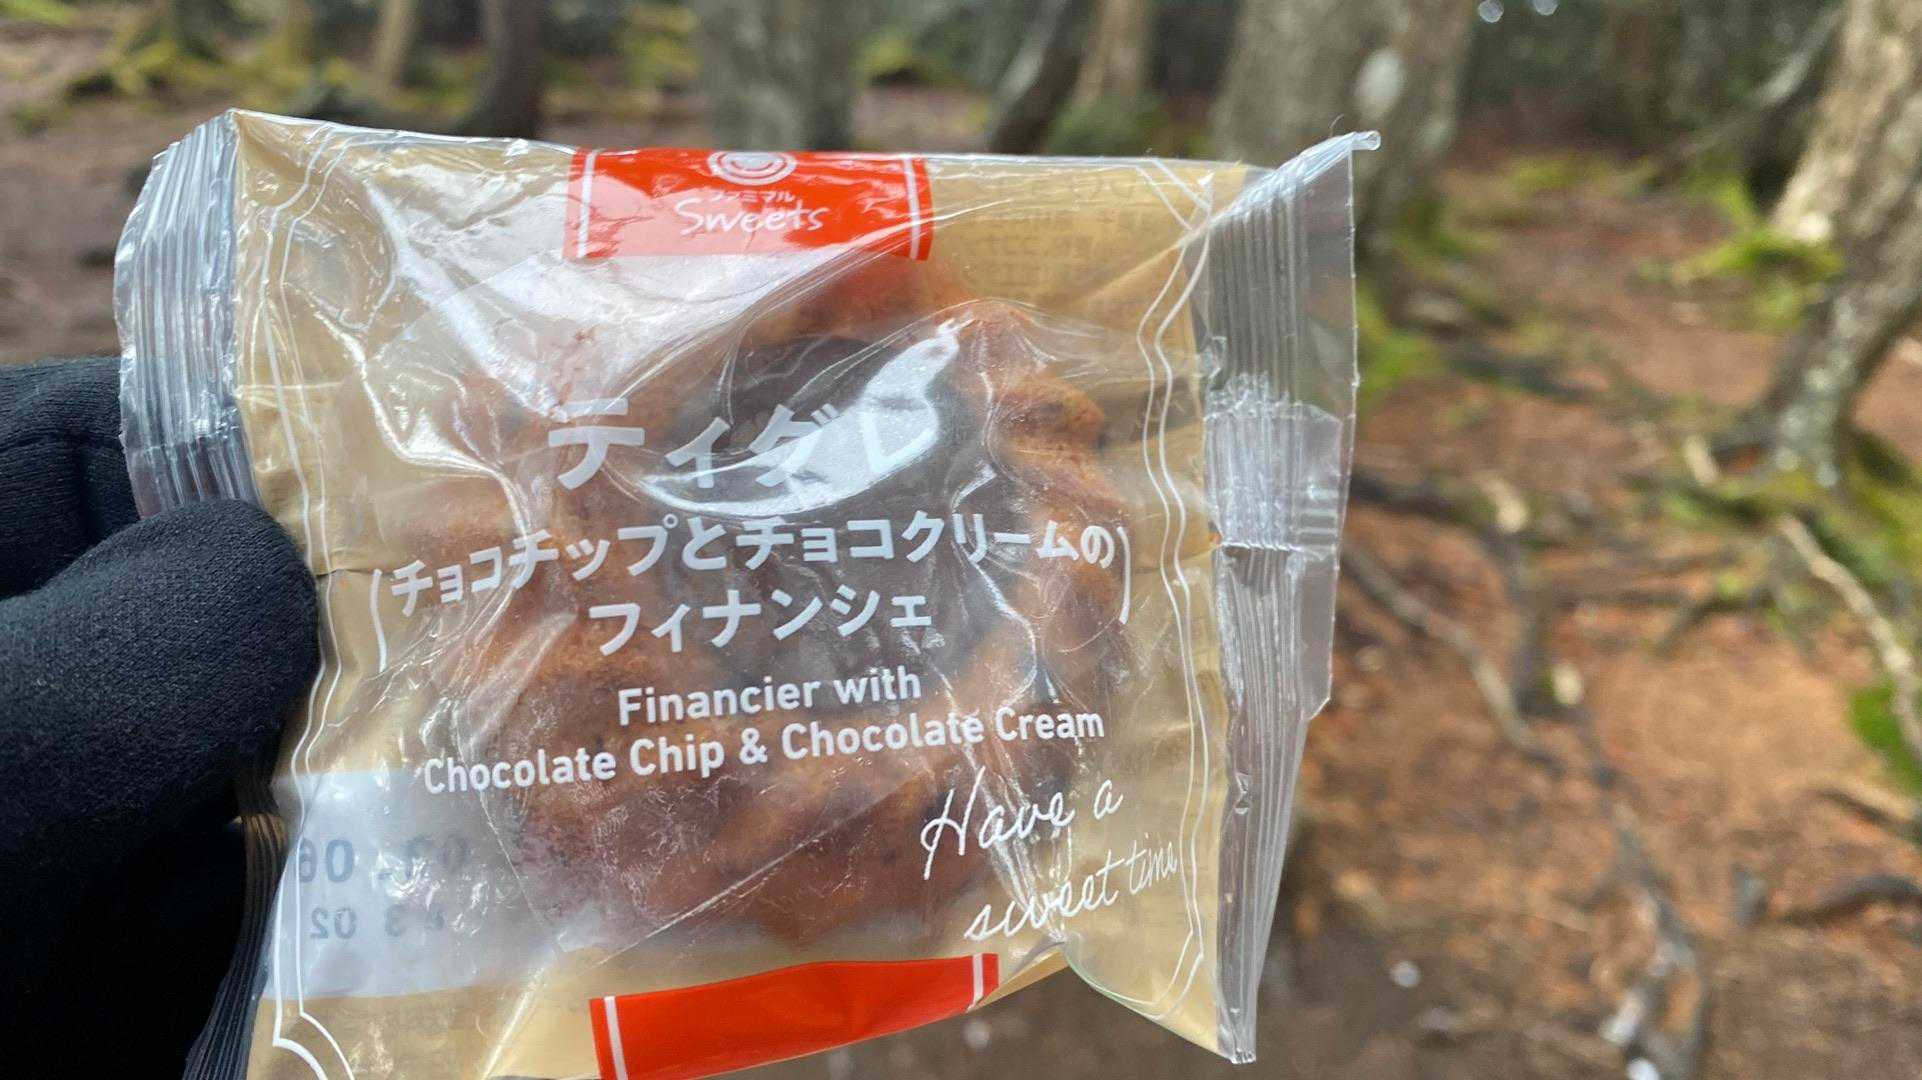 ファミマル
Sweets
ティグレ
(チョコチップとチョコクリームの
フィナンシェ)
Financier with
Chocolate Chip & Chocolate Cream
Have a
sweet time